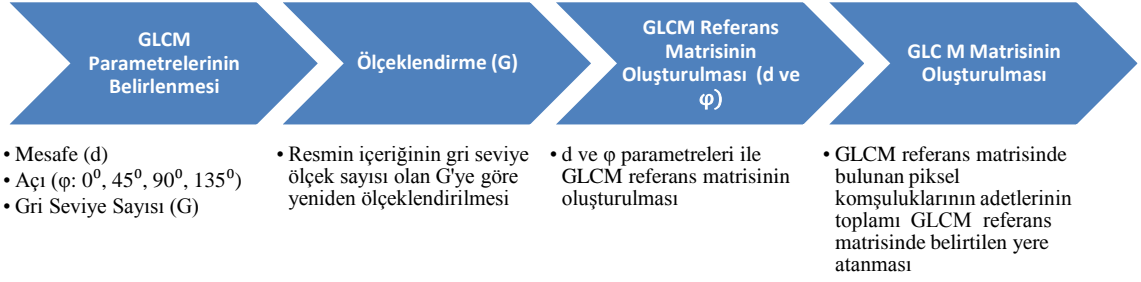 GLCM
Parametrelerinin
Belirlenmesi
• Mesafe (d)
• Açı (φ: 0⁰, 45⁰, 90⁰, 135⁰)
• Gri Seviye Sayısı (G)
Ölçeklendirme (G)
• Resmin içeriğinin gri seviye
ölçek sayısı olan G'ye göre
yeniden ölçeklendirilmesi
GLCM Referans
Matrisinin
Oluşturulması (d ve
φ)
• d ve φ parametreleri ile
GLCM referans matrisinin
oluşturulması
GLC M Matrisinin
Oluşturulması
• GLCM referans matrisinde
bulunan piksel
komşuluklarının adetlerinin
toplamı GLCM referans
matrisinde belirtilen yere
atanması